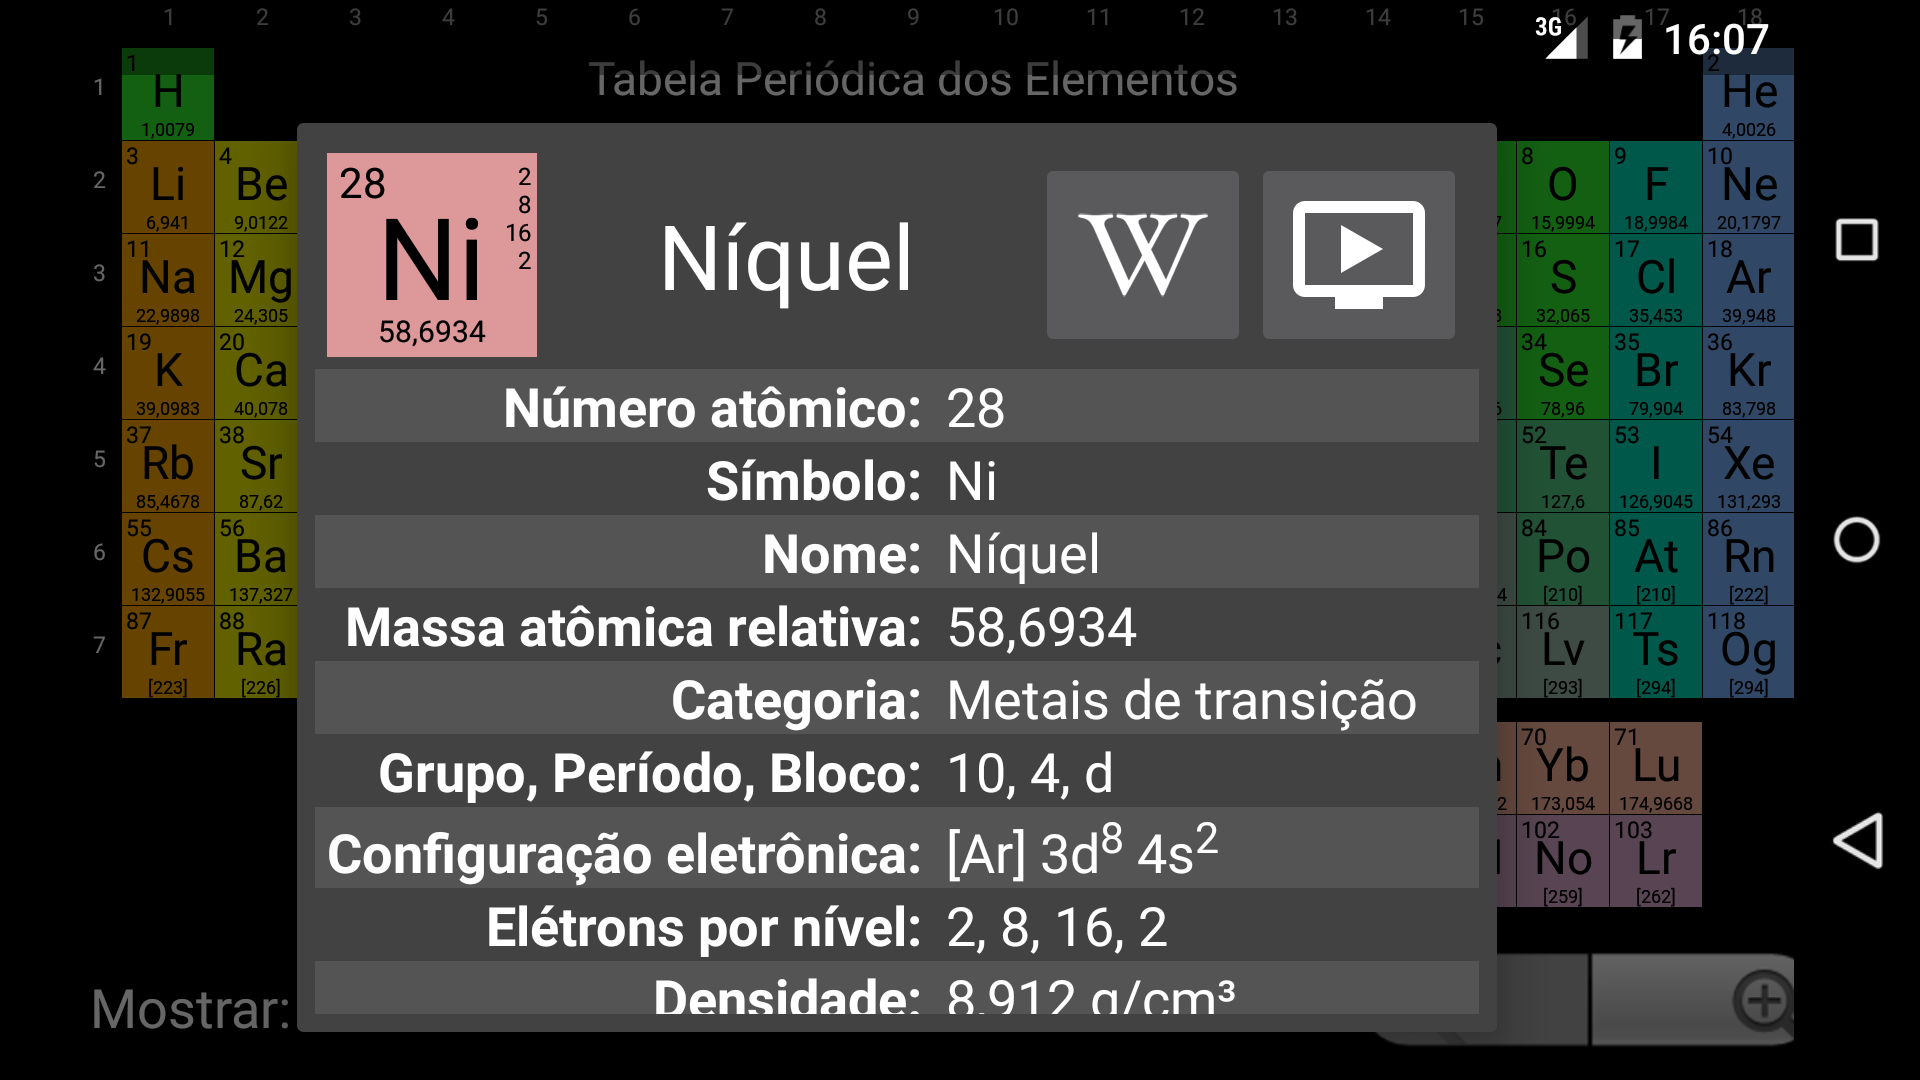 1 2 3 4 5 6 7 8 9 10 11 12 13 14 15 16 17 18
3G 16:07
Tabela Periódica dos Elementos
1
1 H 1,0079
2 He 4,0026
2
3 Li 6,941
4 Be 9,0122
8 O 15,9994
9 F 18,9984
10 Ne 20,1797
3
11 Na 22,9898
12 Mg 24,305
16 S 32,065
17 Cl 35,453
18 Ar 39,948
4
19 K 39,0983
20 Ca 40,078
34 Se 78,96
35 Br 79,904
36 Kr 83,798
5
37 Rb 85,4678
38 Sr 87,62
52 Te 127,6
53 I 126,9045
54 Xe 131,293
6
55 Cs 132,9055
56 Ba 137,327
84 Po [210]
85 At [210]
86 Rn [222]
7
87 Fr [223]
88 Ra [226]
116 Lv [293]
117 Ts [294]
118 Og [294]
70 Yb 173,054
71 Lu 174,9668
102 No [259]
103 Lr [262]
28
2
8
16
2
Ni
58,6934
Níquel
W
Número atômico: 28
Símbolo: Ni
Nome: Níquel
Massa atômica relativa: 58,6934
Categoria: Metais de transição
Grupo, Período, Bloco: 10, 4, d
Configuração eletrônica: [Ar] 3d⁸ 4s²
Elétrons por nível: 2, 8, 16, 2
Densidade: 8,912 g/cm³
Mostrar: